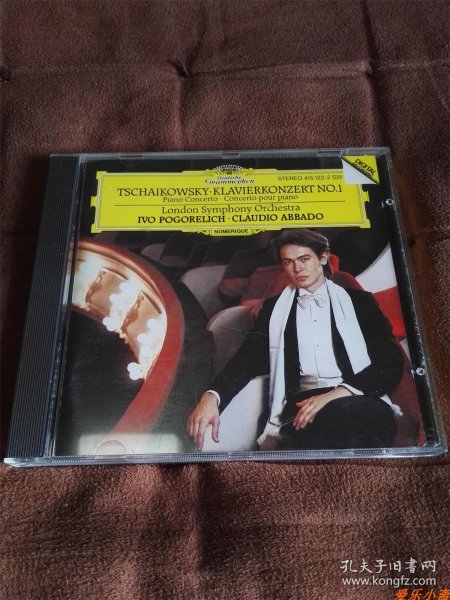 Deutsche
Grammophon
STEREO 415 122-2 GH
DIGITAL
TSCHAIKOWSKY · KLAVIERKONZERT NO.1
Piano Concerto · Concerto pour piano
London Symphony Orchestra
IVO POGORELICH · CLAUDIO ABBADO
NUMERIQUE
孔夫子旧书网
www.kongfz.com
爱乐小斋